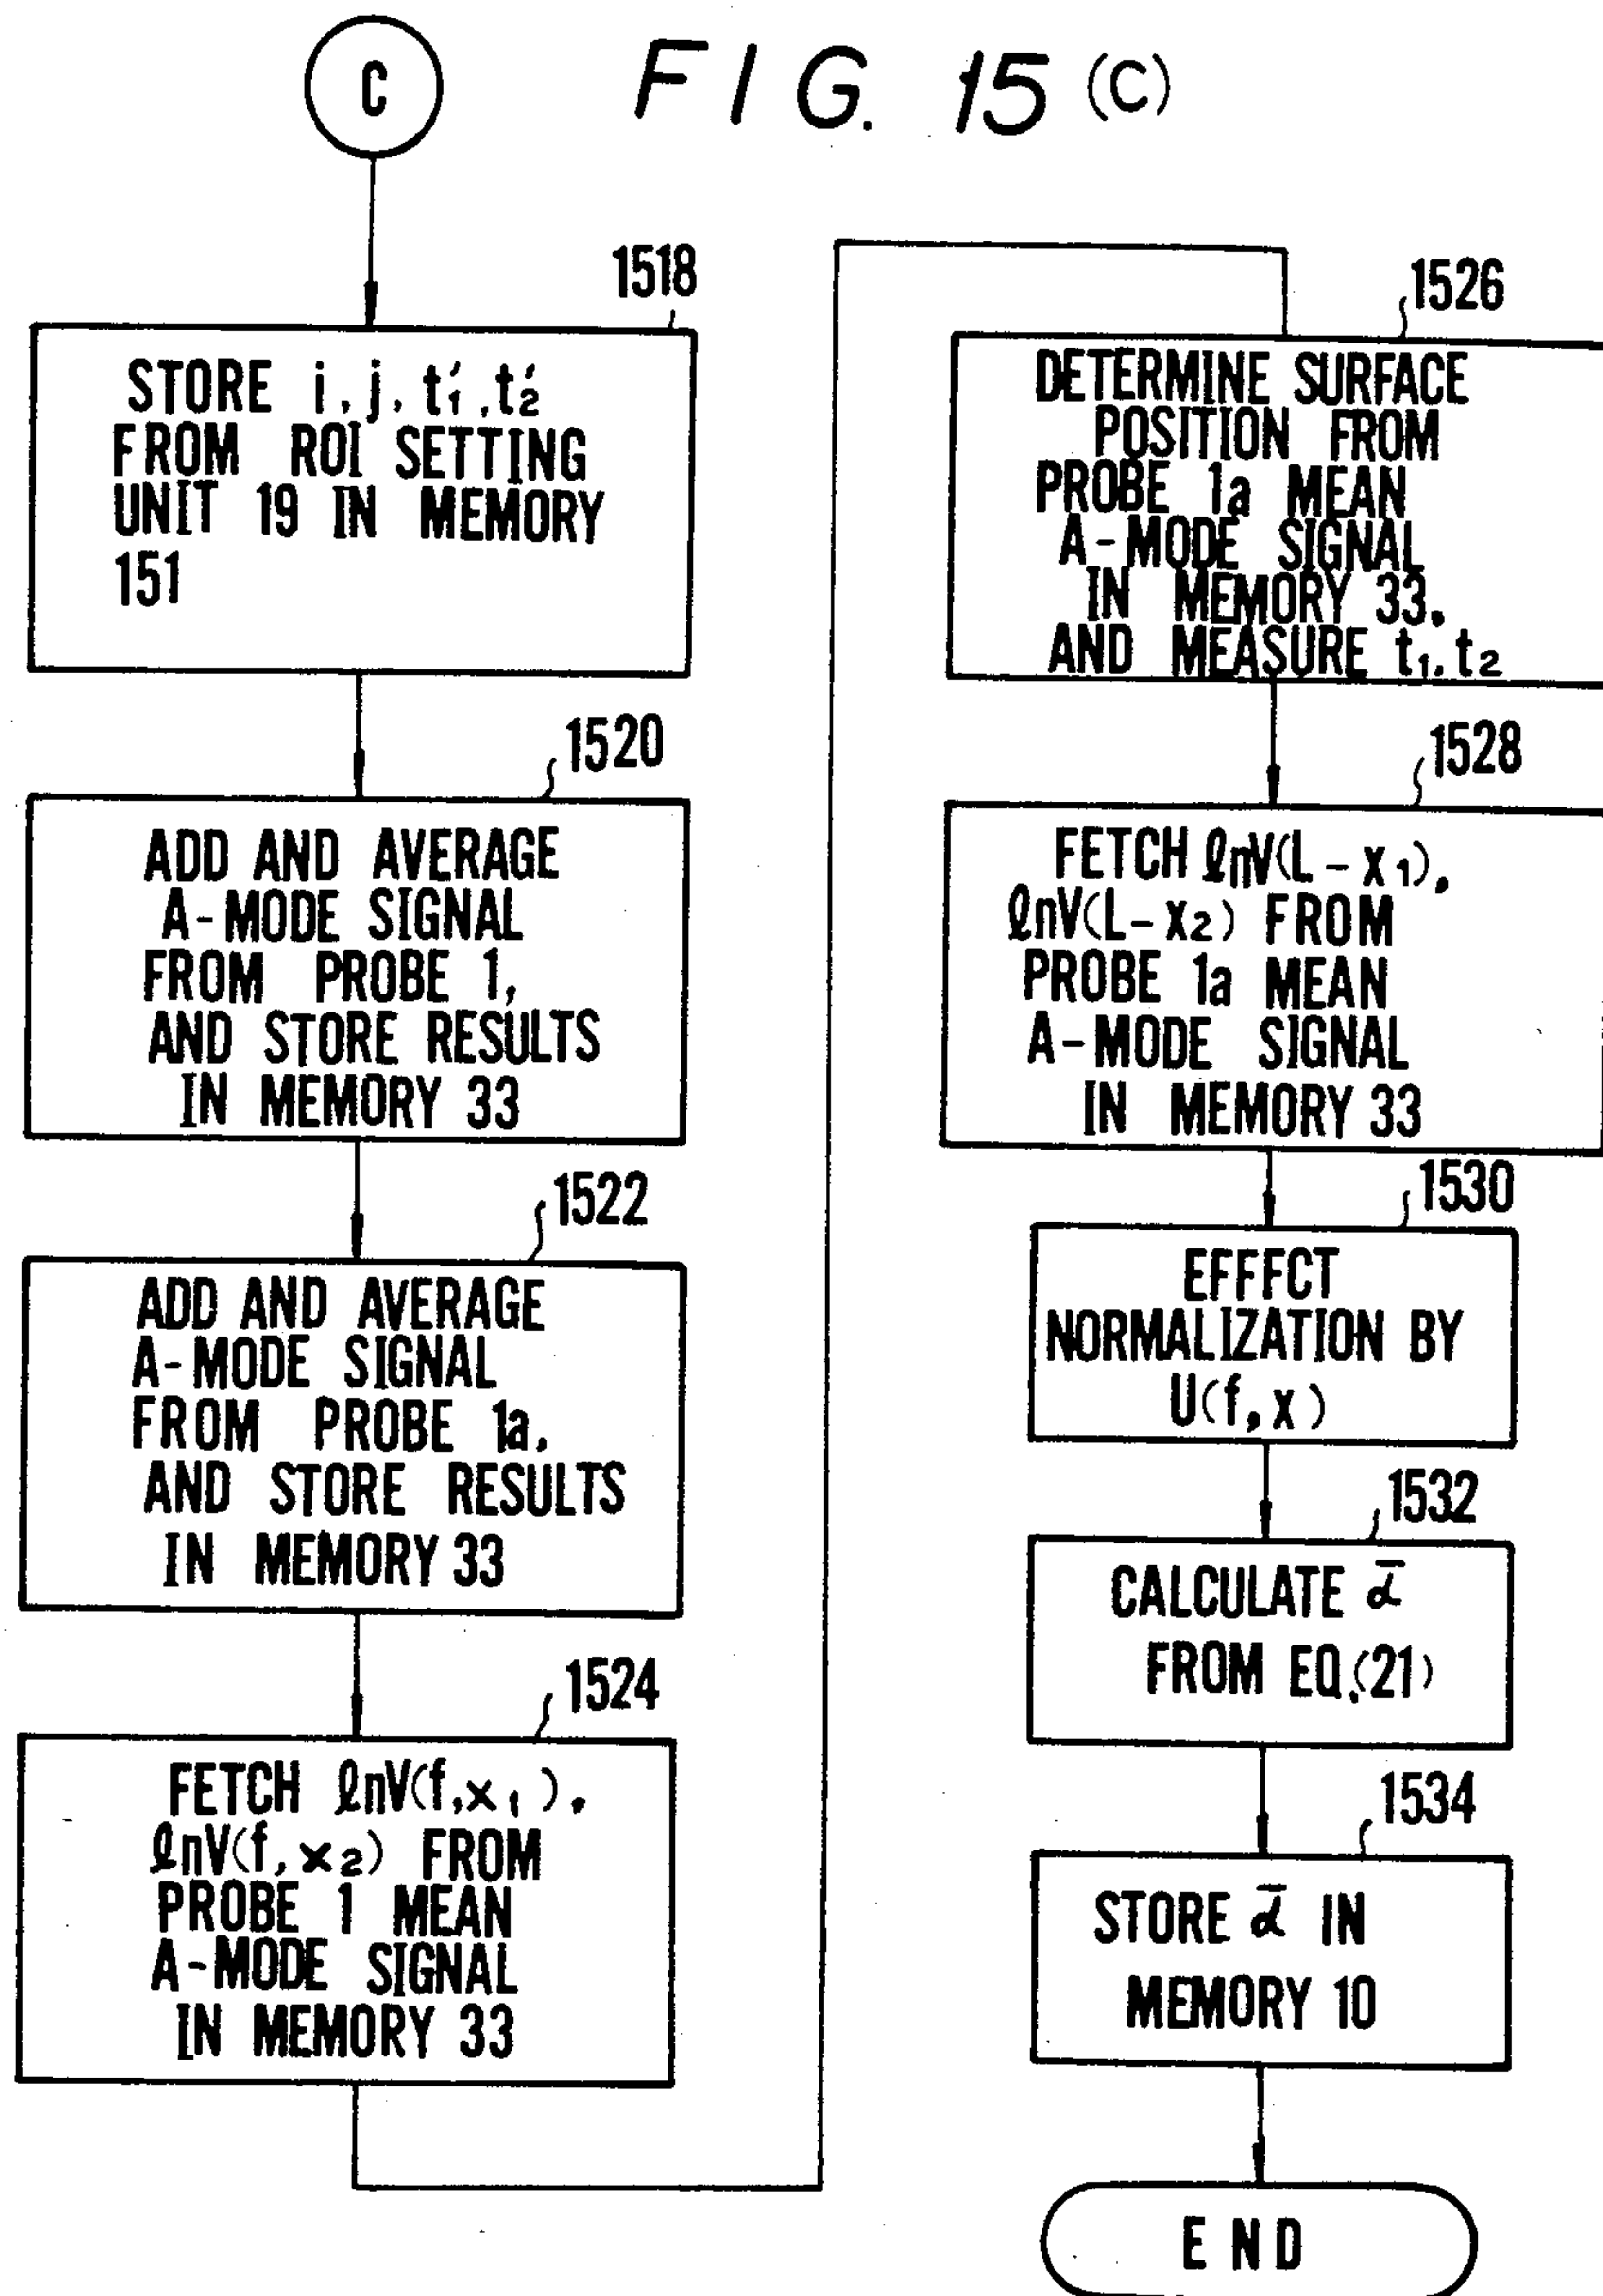 C
FIG. 15 (C)
1518
STORE i, j, t'1, t'2
FROM ROI SETTING
UNIT 19 IN MEMORY
151
1520
ADD AND AVERAGE
A-MODE SIGNAL
FROM PROBE 1,
AND STORE RESULTS
IN MEMORY 33
1522
ADD AND AVERAGE
A-MODE SIGNAL
FROM PROBE 1a,
AND STORE RESULTS
IN MEMORY 33
1524
FETCH ℓnV(f,x1),
ℓnV(f,x2) FROM
PROBE 1 MEAN
A-MODE SIGNAL
IN MEMORY 33
1526
DETERMINE SURFACE
POSITION FROM
PROBE 1a MEAN
A-MODE SIGNAL
IN MEMORY 33,
AND MEASURE t1, t2
1528
FETCH ℓnV(L-x1),
ℓnV(L-x2) FROM
PROBE 1a MEAN
A-MODE SIGNAL
IN MEMORY 33
1530
EFFFCT
NORMALIZATION BY
U(f,x)
1532
CALCULATE ᾱ
FROM EQ.(21)
1534
STORE ᾱ IN
MEMORY 10
END